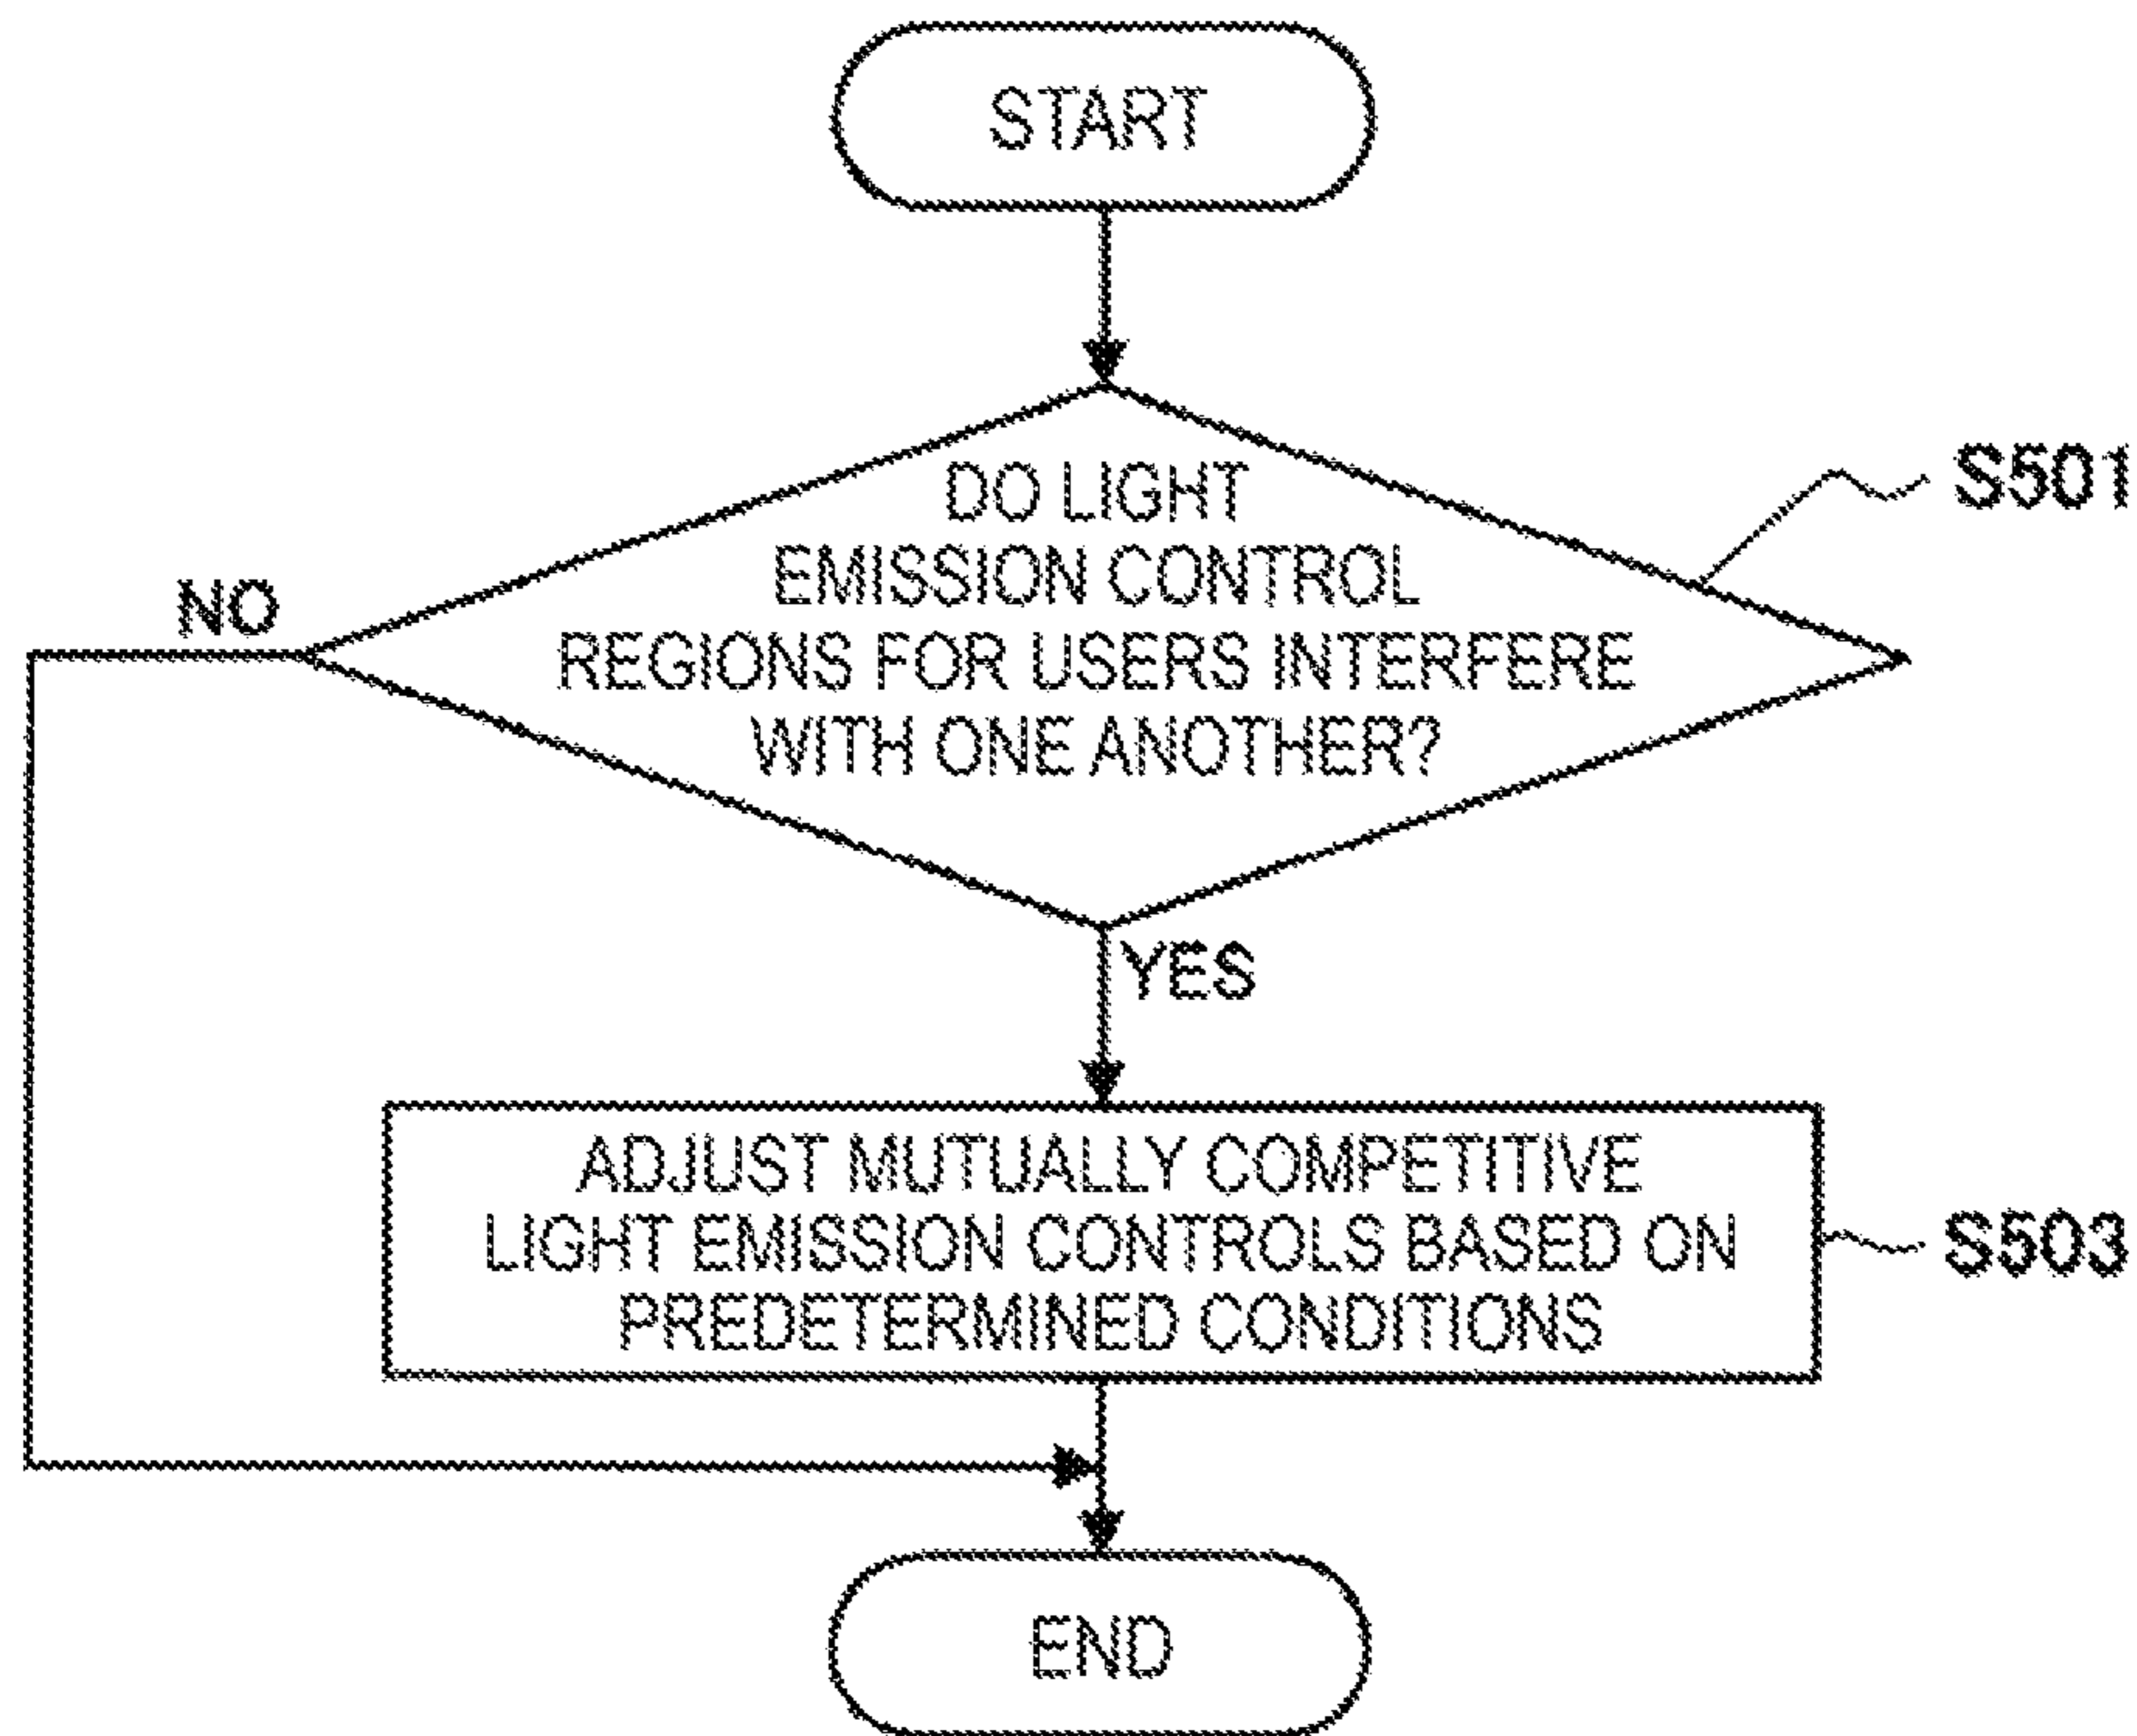 START
DO LIGHT
EMISSION CONTROL
REGIONS FOR USERS INTERFERE
WITH ONE ANOTHER?
S501
NO
YES
ADJUST MUTUALLY COMPETITIVE
LIGHT EMISSION CONTROLS BASED ON
PREDETERMINED CONDITIONS
S503
END